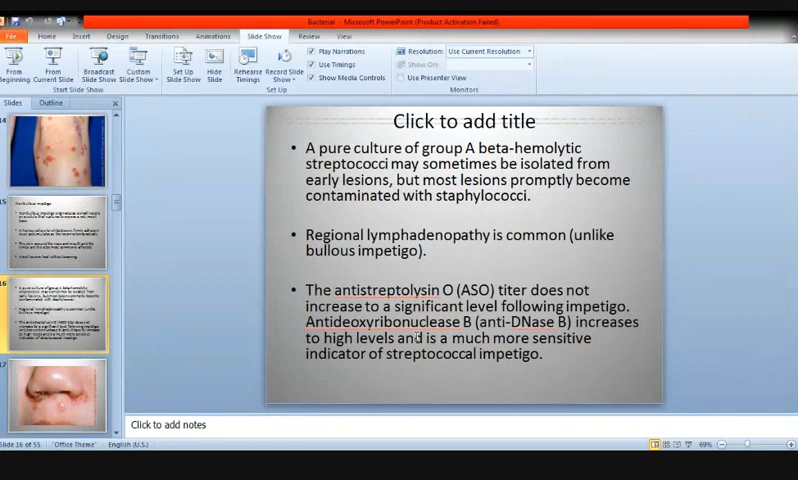 Bacterial - Microsoft PowerPoint (Product Activation Failed)
File Home Insert Design Transitions Animations Slide Show Review View
From Beginning
From Current Slide
Broadcast Slide Show
Custom Slide Show
Set Up Slide Show
Hide Slide
Rehearse Timings
Record Slide Show
Play Narrations
Use Timings
Show Media Controls
Resolution: Use Current Resolution
Show On:
Use Presenter View
Start Slide Show Set Up Monitors
Slides Outline
14
15
16
17
Click to add title
• A pure culture of group A beta-hemolytic
streptococci may sometimes be isolated from
early lesions, but most lesions promptly become
contaminated with staphylococci.
• Regional lymphadenopathy is common (unlike
bullous impetigo).
• The antistreptolysin O (ASO) titer does not
increase to a significant level following impetigo.
Antideoxyribonuclease B (anti-DNase B) increases
to high levels and is a much more sensitive
indicator of streptococcal impetigo.
Click to add notes
Slide 16 of 55 "Office Theme" English (U.S.) 69%